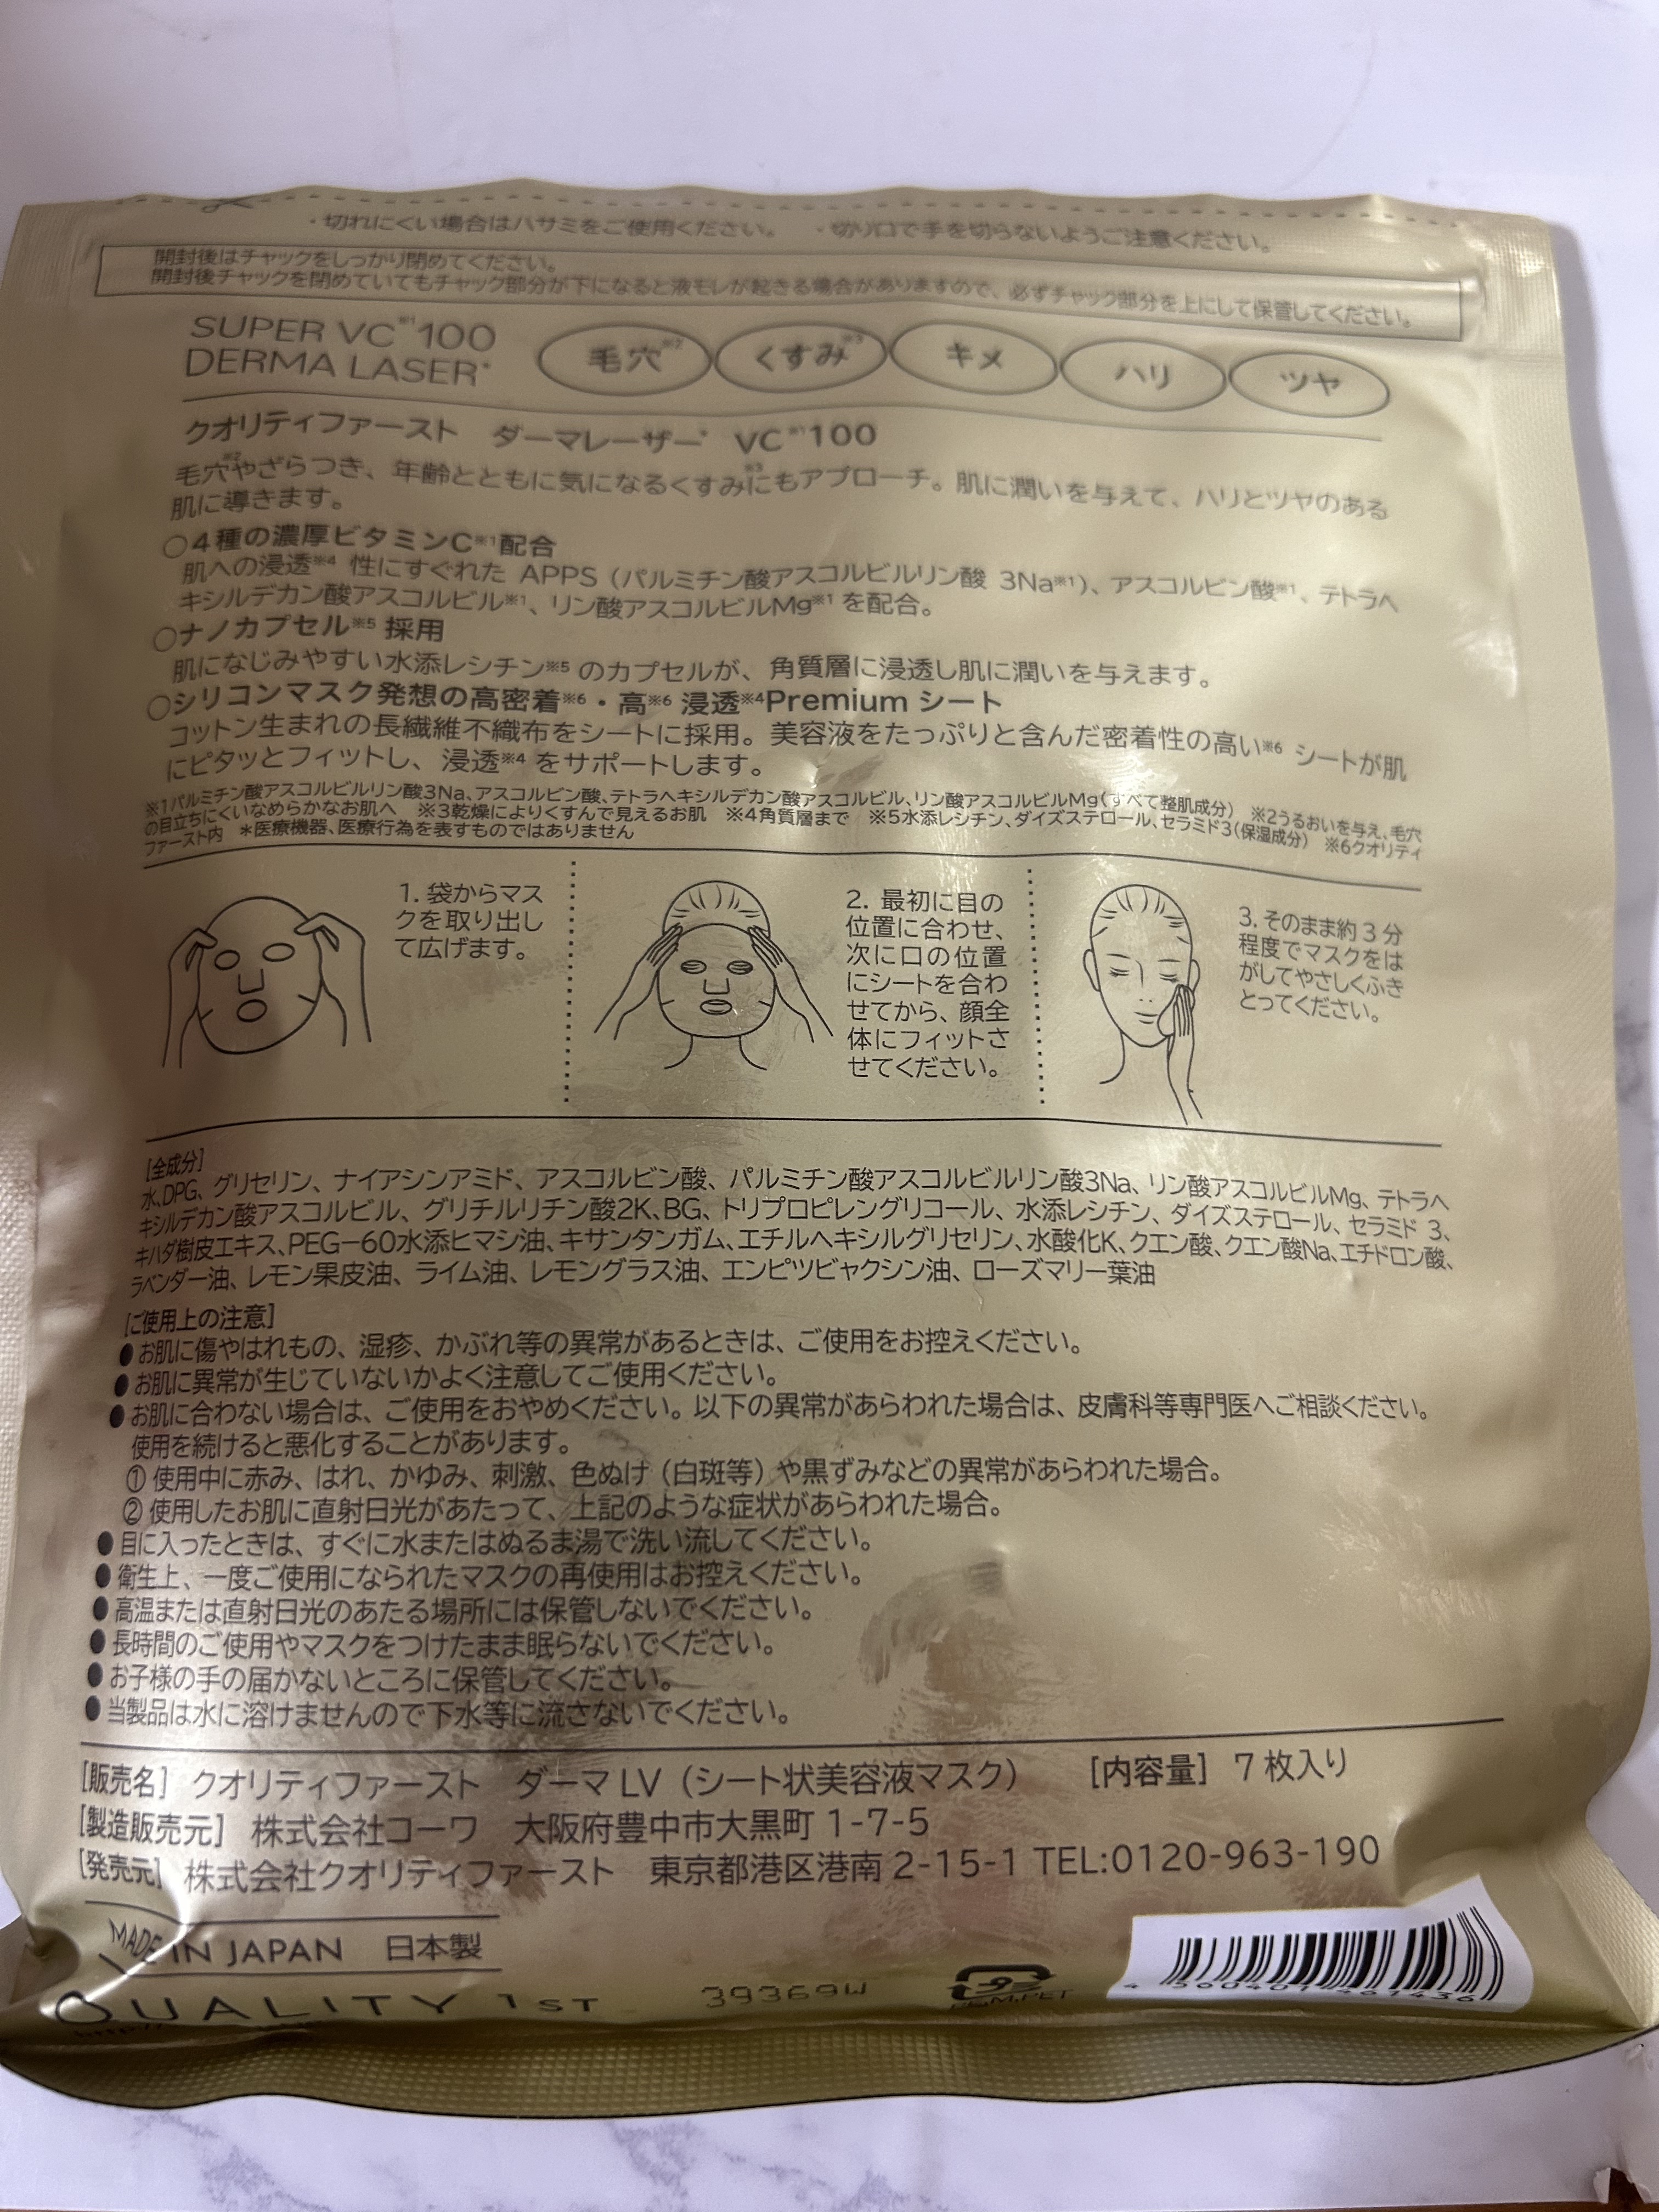 ・切れにくい場合はハサミをご使用ください。 ・切り口で手を切らないようご注意ください。
開封後はチャックをしっかり閉めてください。
開封後チャックを閉めていてもチャック部分が下になると液モレが起きる場合がありますので、必ずチャック部分を上にして保管してください。
SUPER VC※1100
DERMA LASER*
毛穴※2 くすみ※3 キメ ハリ ツヤ
クオリティファースト ダーマレーザー* VC※1100
毛穴※2やざらつき、年齢とともに気になるくすみ※3にもアプローチ。肌に潤いを与えて、ハリとツヤのある
肌に導きます。
○4種の濃厚ビタミンC※1配合
肌への浸透※4 性にすぐれた APPS（パルミチン酸アスコルビルリン酸 3Na※1）、アスコルビン酸※1、テトラヘ
キシルデカン酸アスコルビル※1、リン酸アスコルビルMg※1 を配合。
○ナノカプセル※5 採用
肌になじみやすい水添レシチン※5 のカプセルが、角質層に浸透し肌に潤いを与えます。
○シリコンマスク発想の高密着※6・高※6 浸透※4Premium シート
コットン生まれの長繊維不織布をシートに採用。美容液をたっぷりと含んだ密着性の高い※6 シートが肌
にピタッとフィットし、浸透※4 をサポートします。
※1パルミチン酸アスコルビルリン酸3Na、アスコルビン酸、テトラヘキシルデカン酸アスコルビル、リン酸アスコルビルMg（すべて整肌成分） ※2うるおいを与え、毛穴
の目立ちにくいなめらかなお肌へ ※3乾燥によりくすんで見えるお肌 ※4角質層まで ※5水添レシチン、ダイズステロール、セラミド3（保湿成分） ※6クオリティ
ファースト内 *医療機器、医療行為を表すものではありません
1. 袋からマス
クを取り出し
て広げます。
2. 最初に目の
位置に合わせ、
次に口の位置
にシートを合わ
せてから、顔全
体にフィットさ
せてください。
3. そのまま約3分
程度でマスクをは
がしてやさしくふき
とってください。
[全成分]
水、DPG、グリセリン、ナイアシンアミド、アスコルビン酸、パルミチン酸アスコルビルリン酸3Na、リン酸アスコルビルMg、テトラヘ
キシルデカン酸アスコルビル、グリチルリチン酸2K、BG、トリプロピレングリコール、水添レシチン、ダイズステロール、セラミド 3、
キハダ樹皮エキス、PEG−60水添ヒマシ油、キサンタンガム、エチルヘキシルグリセリン、水酸化K、クエン酸、クエン酸Na、エチドロン酸、
ラベンダー油、レモン果皮油、ライム油、レモングラス油、エンピツビャクシン油、ローズマリー葉油
[ご使用上の注意]
●お肌に傷やはれもの、湿疹、かぶれ等の異常があるときは、ご使用をお控えください。
●お肌に異常が生じていないかよく注意してご使用ください。
●お肌に合わない場合は、ご使用をおやめください。以下の異常があらわれた場合は、皮膚科等専門医へご相談ください。
使用を続けると悪化することがあります。
① 使用中に赤み、はれ、かゆみ、刺激、色ぬけ（白斑等）や黒ずみなどの異常があらわれた場合。
② 使用したお肌に直射日光があたって、上記のような症状があらわれた場合。
●目に入ったときは、すぐに水またはぬるま湯で洗い流してください。
●衛生上、一度ご使用になられたマスクの再使用はお控えください。
●高温または直射日光のあたる場所には保管しないでください。
●長時間のご使用やマスクをつけたまま眠らないでください。
●お子様の手の届かないところに保管してください。
●当製品は水に溶けませんので下水等に流さないでください。
[販売名] クオリティファースト ダーマ LV（シート状美容液マスク） [内容量] 7 枚入り
[製造販売元] 株式会社コーワ 大阪府豊中市大黒町 1-7-5
[発売元] 株式会社クオリティファースト 東京都港区港南 2-15-1 TEL:0120-963-190
MADE IN JAPAN 日本製
QUALITY 1ST
39369W